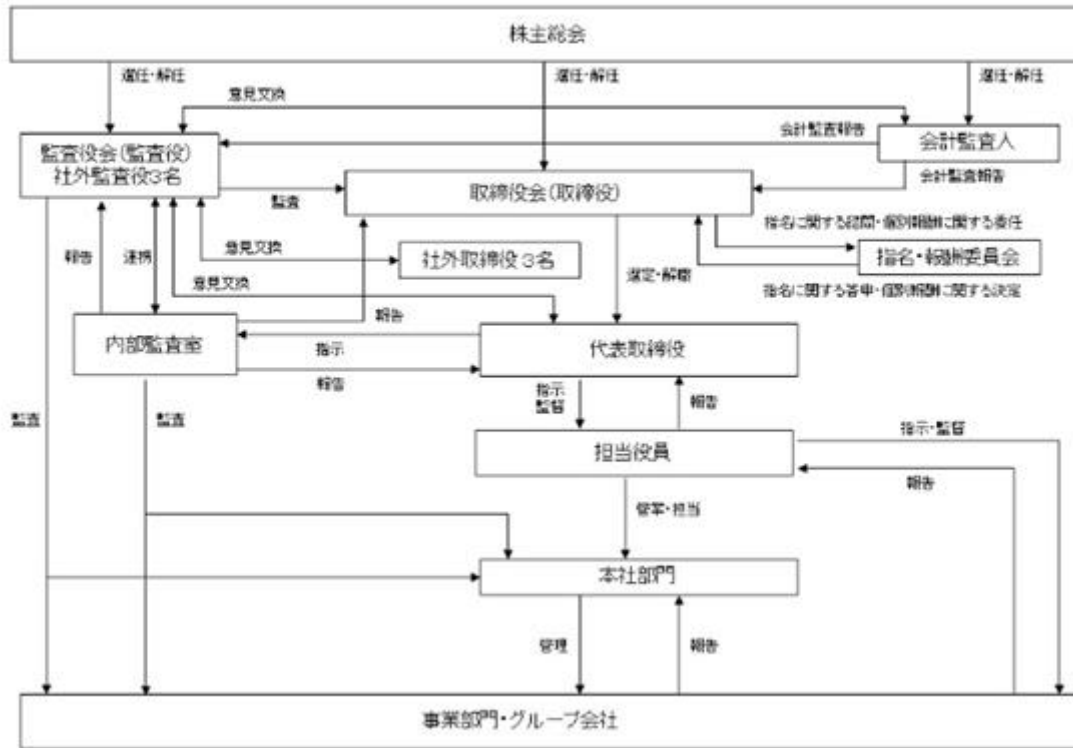 株主総会
選任・解任
選任・解任
選任・解任
意見交換
会計監査報告
監査役会(監査役)
社外監査役3名
会計監査人
監査
取締役会(取締役)
会計監査報告
指名に関する諮問・個別報酬に関する委任
報告
連携
意見交換
社外取締役3名
指名・報酬委員会
意見交換
選定・解職
指名に関する答申・個別報酬に関する決定
報告
内部監査室
指示
代表取締役
報告
指示
監督
報告
監査
監査
指示・監督
担当役員
報告
管掌・担当
本社部門
管理
報告
事業部門・グループ会社